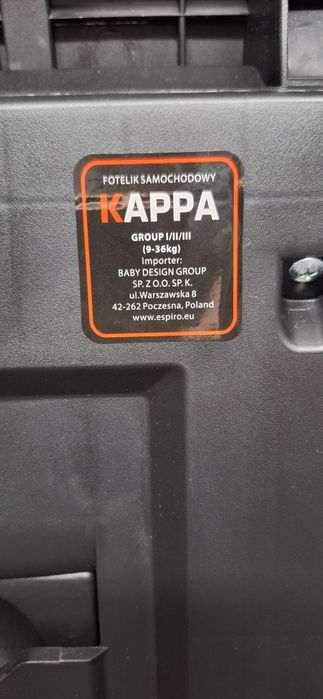 FOTELIK SAMOCHODOWY
KAPPA
GROUP I/II/III
(9-36kg)
Importer:
BABY DESIGN GROUP
SP. Z O.O. SP. K.
ul.Warszawska 8
42-262 Poczesna, Poland
www.espiro.eu